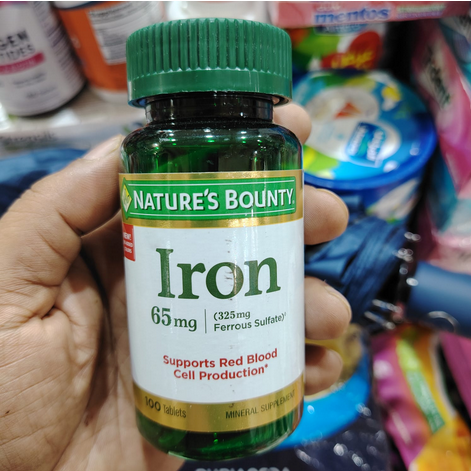 mentos
NATURE'S BOUNTY®
Iron
65 mg
(325 mg
Ferrous Sulfate)†
Supports Red Blood
Cell Production*
100 Tablets
MINERAL SUPPLEMENT